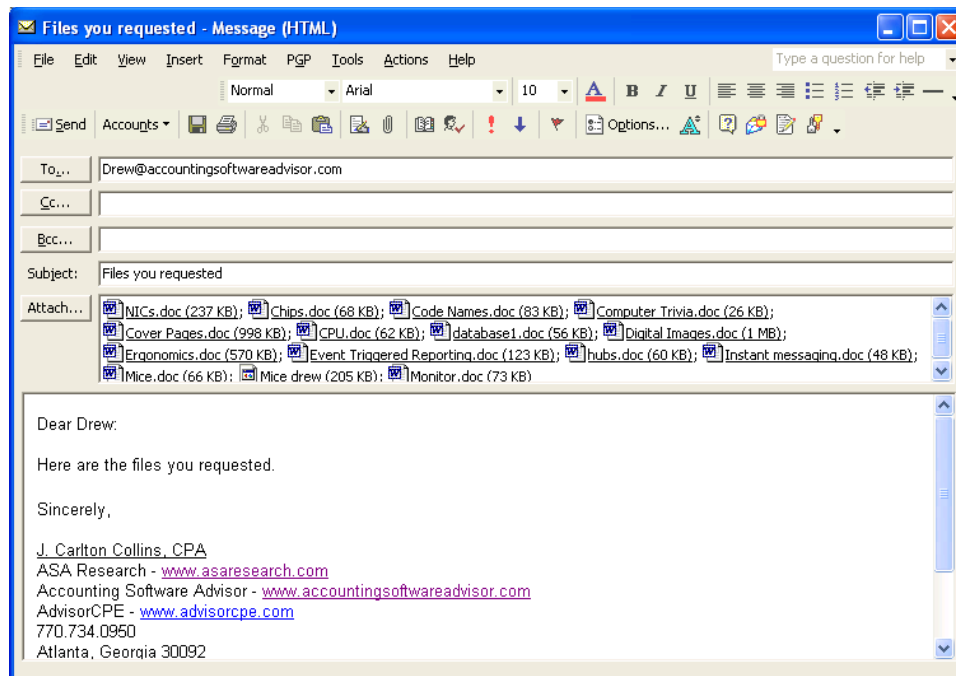 Files you requested - Message (HTML)
File Edit View Insert Format PGP Tools Actions Help Type a question for help
Normal Arial 10 A B I U
Send Accounts Options...
To... Drew@accountingsoftwareadvisor.com
Cc...
Bcc...
Subject: Files you requested
Attach... NICs.doc (237 KB); Chips.doc (68 KB); Code Names.doc (83 KB); Computer Trivia.doc (26 KB);
Cover Pages.doc (998 KB); CPU.doc (62 KB); database1.doc (56 KB); Digital Images.doc (1 MB);
Ergonomics.doc (570 KB); Event Triggered Reporting.doc (123 KB); hubs.doc (60 KB); Instant messaging.doc (48 KB);
Mice.doc (66 KB); Mice drew (205 KB); Monitor.doc (73 KB)
Dear Drew:
Here are the files you requested.
Sincerely,
J. Carlton Collins, CPA
ASA Research - www.asaresearch.com
Accounting Software Advisor - www.accountingsoftwareadvisor.com
AdvisorCPE - www.advisorcpe.com
770.734.0950
Atlanta, Georgia 30092